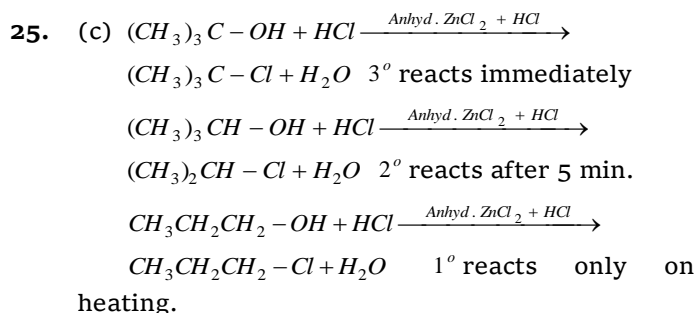 25. (c) (CH₃)₃C – OH + HCl —Anhyd. ZnCl₂ + HCl→
(CH₃)₃C – Cl + H₂O 3° reacts immediately
(CH₃)₃CH – OH + HCl —Anhyd. ZnCl₂ + HCl→
(CH₃)₂CH – Cl + H₂O 2° reacts after 5 min.
CH₃CH₂CH₂ – OH + HCl —Anhyd. ZnCl₂ + HCl→
CH₃CH₂CH₂ – Cl + H₂O 1° reacts only on
heating.